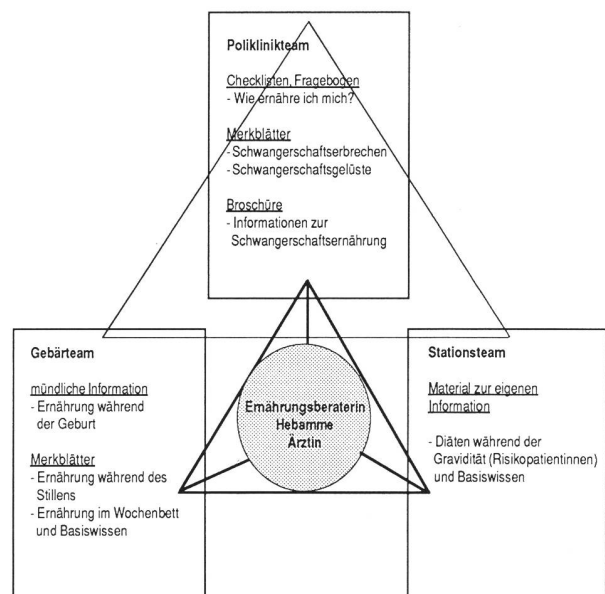 Poliklinikteam
Checklisten, Fragebogen
- Wie ernähre ich mich?
Merkblätter
- Schwangerschaftserbrechen
- Schwangerschaftsgelüste
Broschüre
- Informationen zur
Schwangerschaftsernährung
Gebärteam
mündliche Information
- Ernährung während
der Geburt
Merkblätter
- Ernährung während des
Stillens
- Ernährung im Wochenbett
und Basiswissen
Ernährungsberaterin
Hebamme
Ärztin
Stationsteam
Material zur eigenen
Information
- Diäten während der
Gravidität (Risikopatientinnen)
und Basiswissen